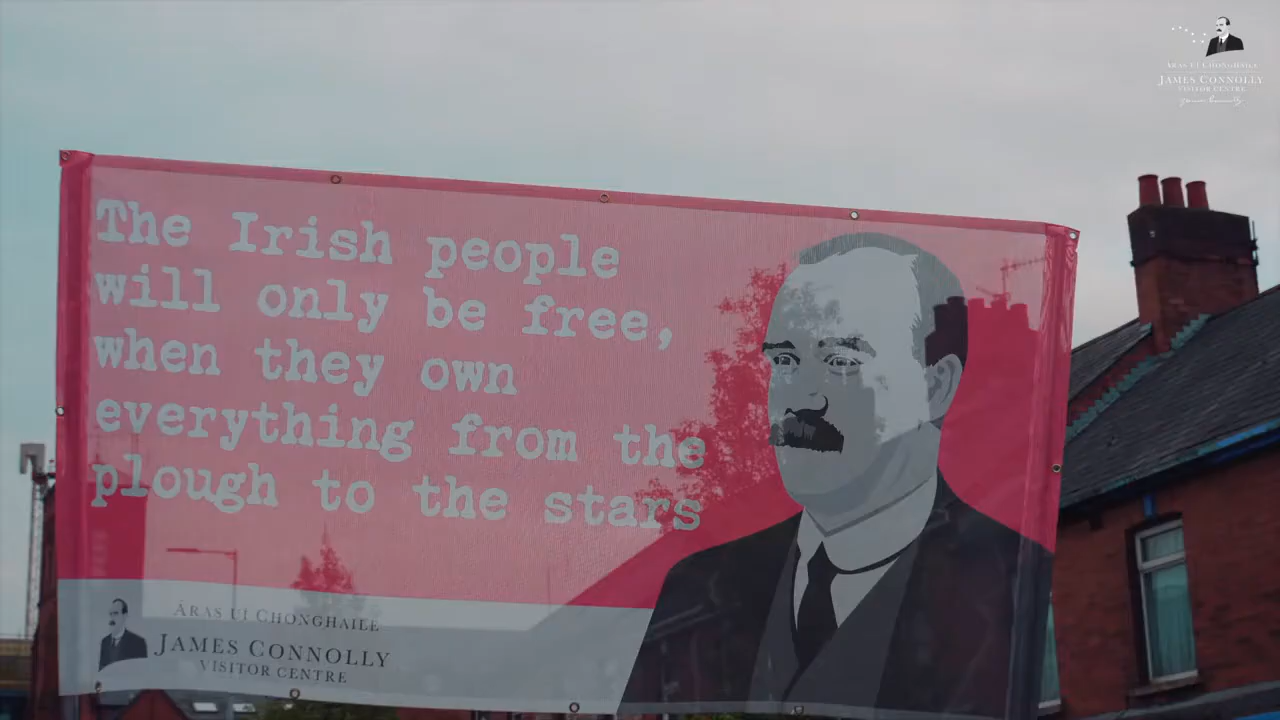 ÁRAS UÍ CHONGHAILE
JAMES CONNOLLY
VISITOR CENTRE
The Irish people
will only be free,
when they own
everything from the
plough to the stars
ÁRAS UÍ CHONGHAILE
JAMES CONNOLLY
VISITOR CENTRE